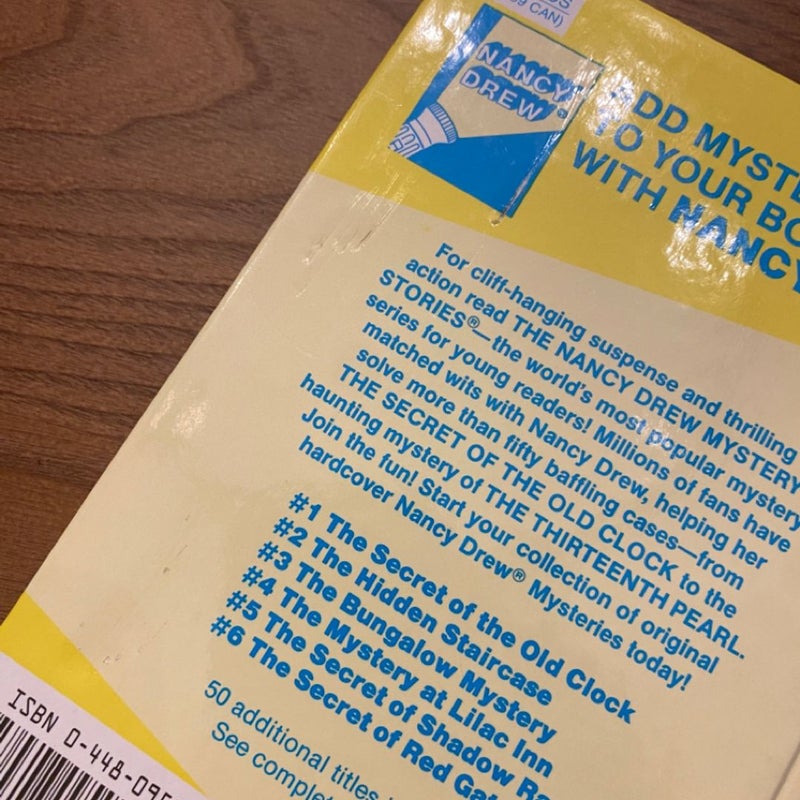 CAN)
NANCY
DREW®
ADD
TO YOUR
WITH NANCY
For cliff-hanging suspense and thrilling
action read THE NANCY DREW MYSTERY
STORIES®—the world's most popular mystery
series for young readers! Millions of fans have
matched wits with Nancy Drew, helping her
solve more than fifty baffling cases—from
THE SECRET OF THE OLD CLOCK to the
haunting mystery of THE THIRTEENTH PEARL.
Join the fun! Start your collection of original
hardcover Nancy Drew® Mysteries today!
#1 The Secret of the Old Clock
#2 The Hidden Staircase
#3 The Bungalow Mystery
#4 The Mystery at Lilac Inn
#5 The Secret of Shadow
#6 The Secret of Red
50 additional titles
See
ISBN 0-448-095